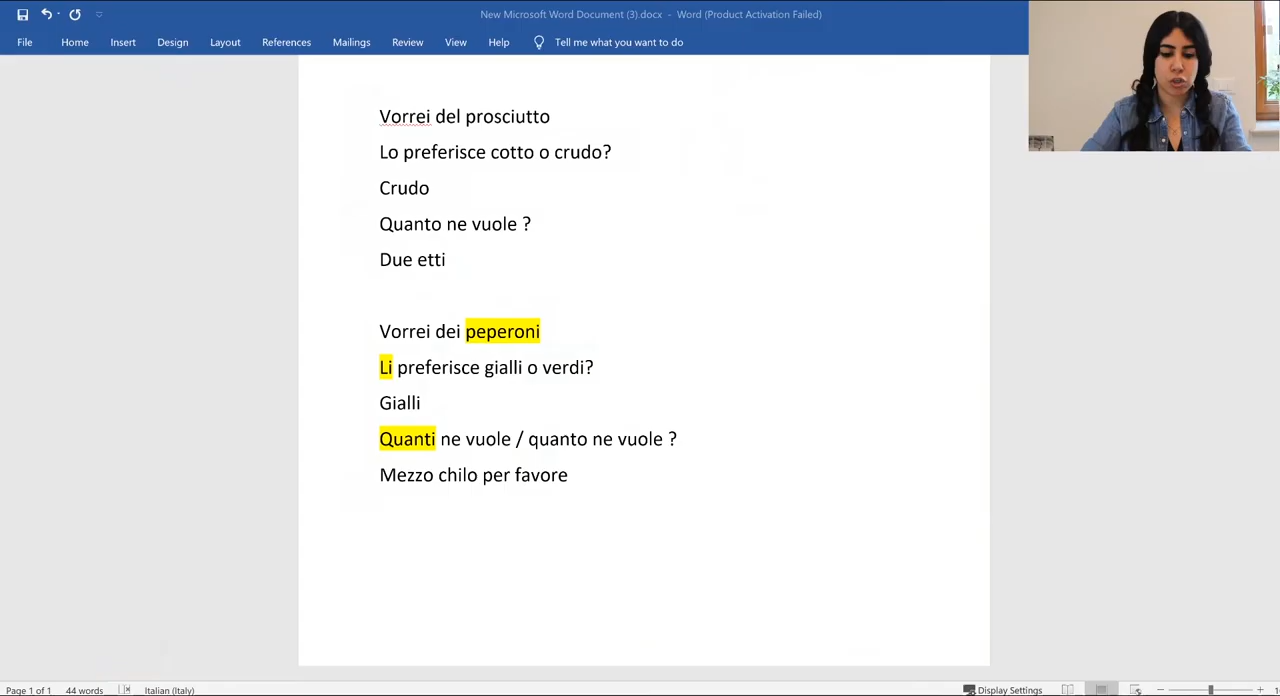 New Microsoft Word Document (3).docx - Word (Product Activation Failed)
File Home Insert Design Layout References Mailings Review View Help Tell me what you want to do
Vorrei del prosciutto
Lo preferisce cotto o crudo?
Crudo
Quanto ne vuole ?
Due etti
Vorrei dei peperoni
Li preferisce gialli o verdi?
Gialli
Quanti ne vuole / quanto ne vuole ?
Mezzo chilo per favore
Page 1 of 1 44 words Italian (Italy) Display Settings